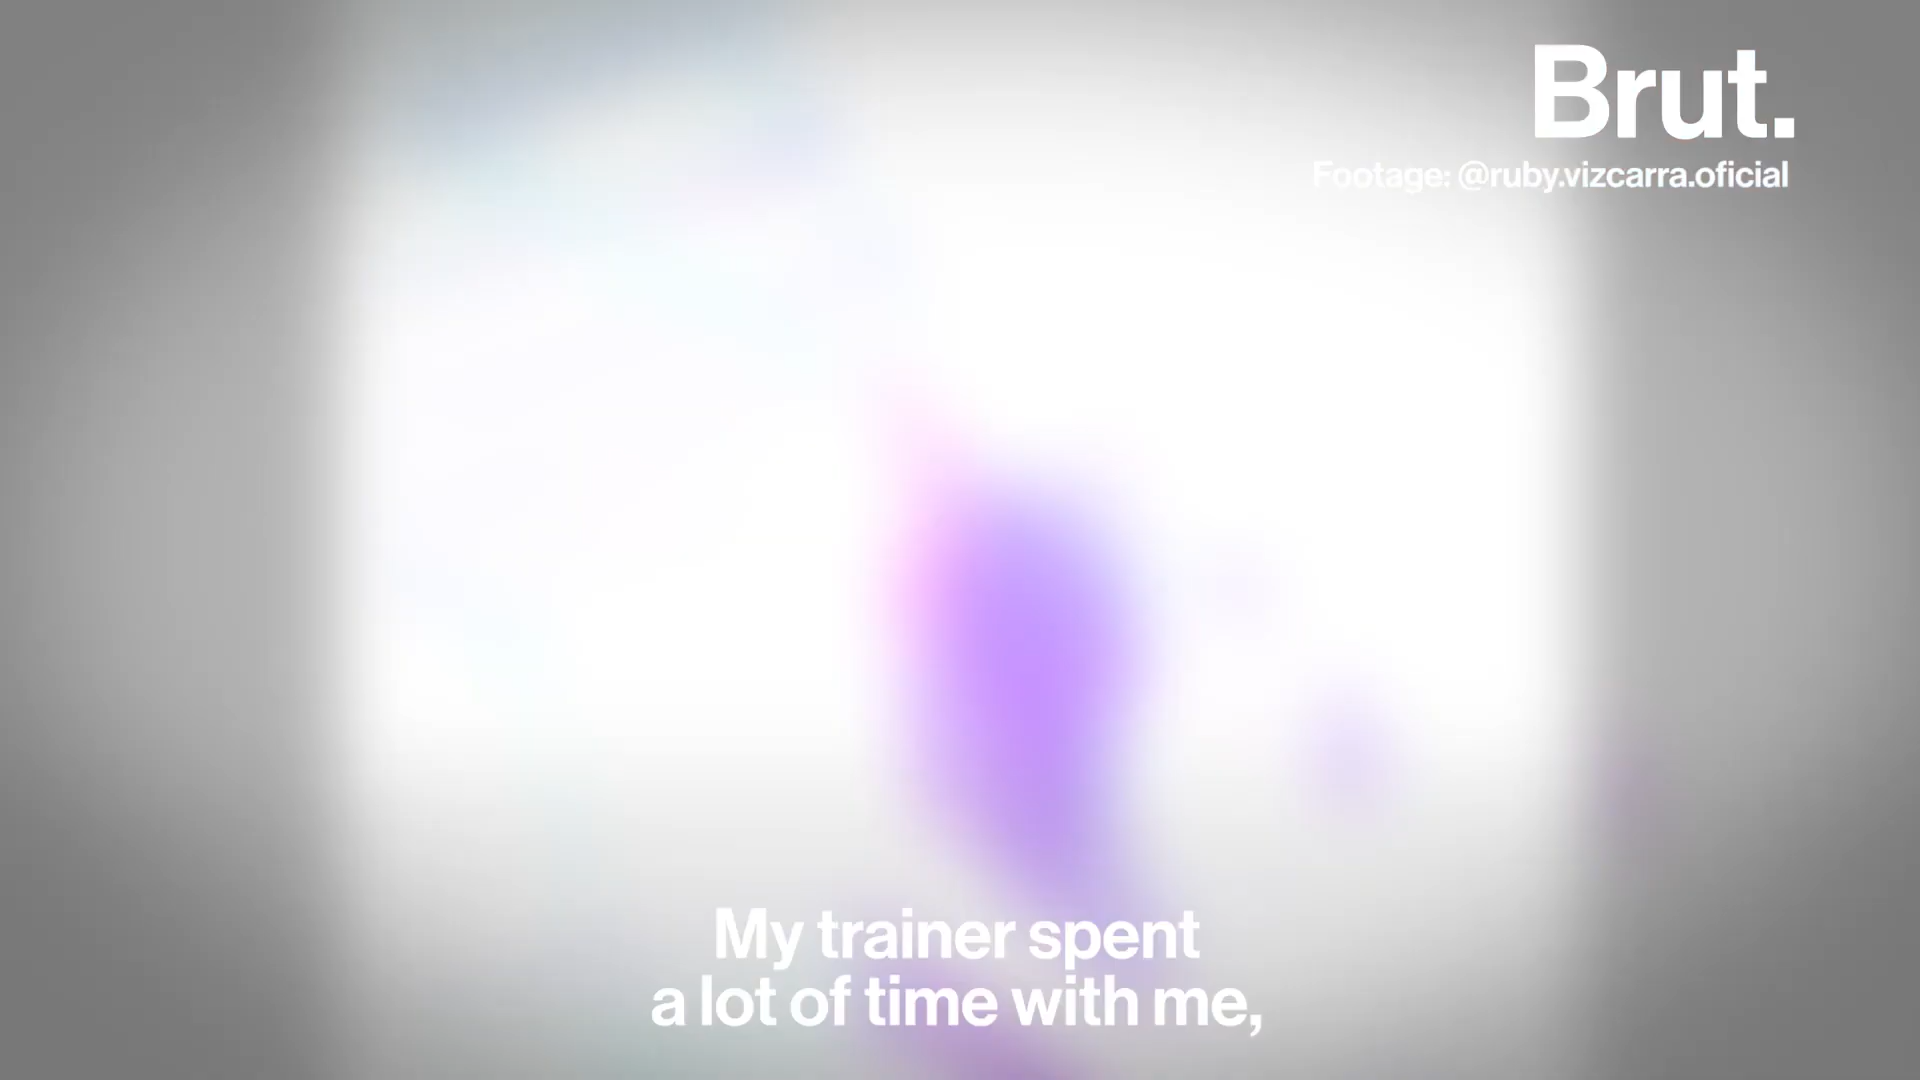 Brut.
Footage: @ruby.vizcarra.oficial
My trainer spent
a lot of time with me,